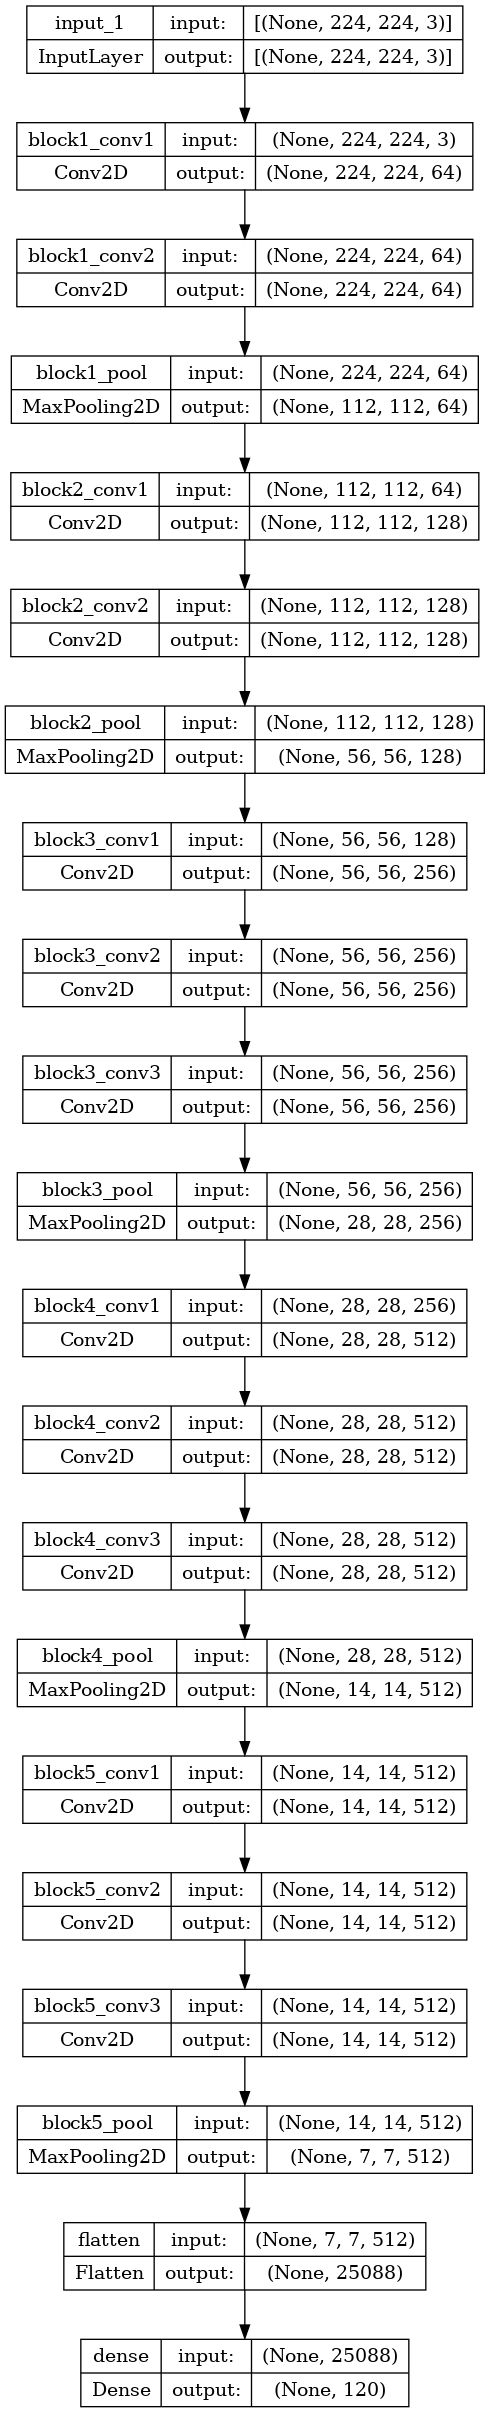 input_1 input: [(None, 224, 224, 3)]
InputLayer output: [(None, 224, 224, 3)]
block1_conv1 input: (None, 224, 224, 3)
Conv2D output: (None, 224, 224, 64)
block1_conv2 input: (None, 224, 224, 64)
Conv2D output: (None, 224, 224, 64)
block1_pool input: (None, 224, 224, 64)
MaxPooling2D output: (None, 112, 112, 64)
block2_conv1 input: (None, 112, 112, 64)
Conv2D output: (None, 112, 112, 128)
block2_conv2 input: (None, 112, 112, 128)
Conv2D output: (None, 112, 112, 128)
block2_pool input: (None, 112, 112, 128)
MaxPooling2D output: (None, 56, 56, 128)
block3_conv1 input: (None, 56, 56, 128)
Conv2D output: (None, 56, 56, 256)
block3_conv2 input: (None, 56, 56, 256)
Conv2D output: (None, 56, 56, 256)
block3_conv3 input: (None, 56, 56, 256)
Conv2D output: (None, 56, 56, 256)
block3_pool input: (None, 56, 56, 256)
MaxPooling2D output: (None, 28, 28, 256)
block4_conv1 input: (None, 28, 28, 256)
Conv2D output: (None, 28, 28, 512)
block4_conv2 input: (None, 28, 28, 512)
Conv2D output: (None, 28, 28, 512)
block4_conv3 input: (None, 28, 28, 512)
Conv2D output: (None, 28, 28, 512)
block4_pool input: (None, 28, 28, 512)
MaxPooling2D output: (None, 14, 14, 512)
block5_conv1 input: (None, 14, 14, 512)
Conv2D output: (None, 14, 14, 512)
block5_conv2 input: (None, 14, 14, 512)
Conv2D output: (None, 14, 14, 512)
block5_conv3 input: (None, 14, 14, 512)
Conv2D output: (None, 14, 14, 512)
block5_pool input: (None, 14, 14, 512)
MaxPooling2D output: (None, 7, 7, 512)
flatten input: (None, 7, 7, 512)
Flatten output: (None, 25088)
dense input: (None, 25088)
Dense output: (None, 120)